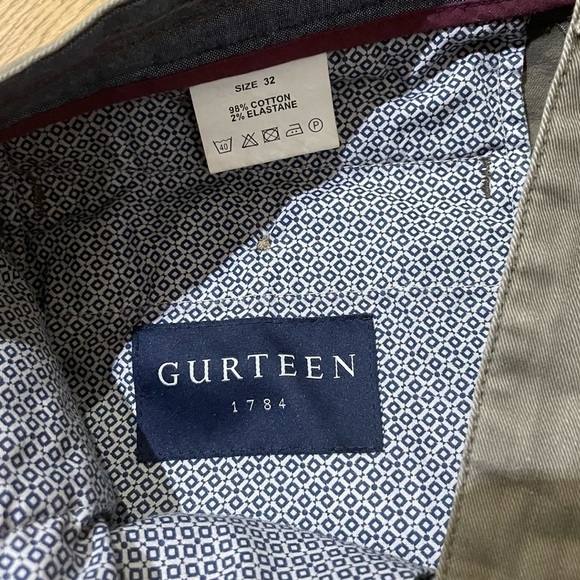 SIZE 32
98% COTTON
2% ELASTANE
40 P
GURTEEN
1784